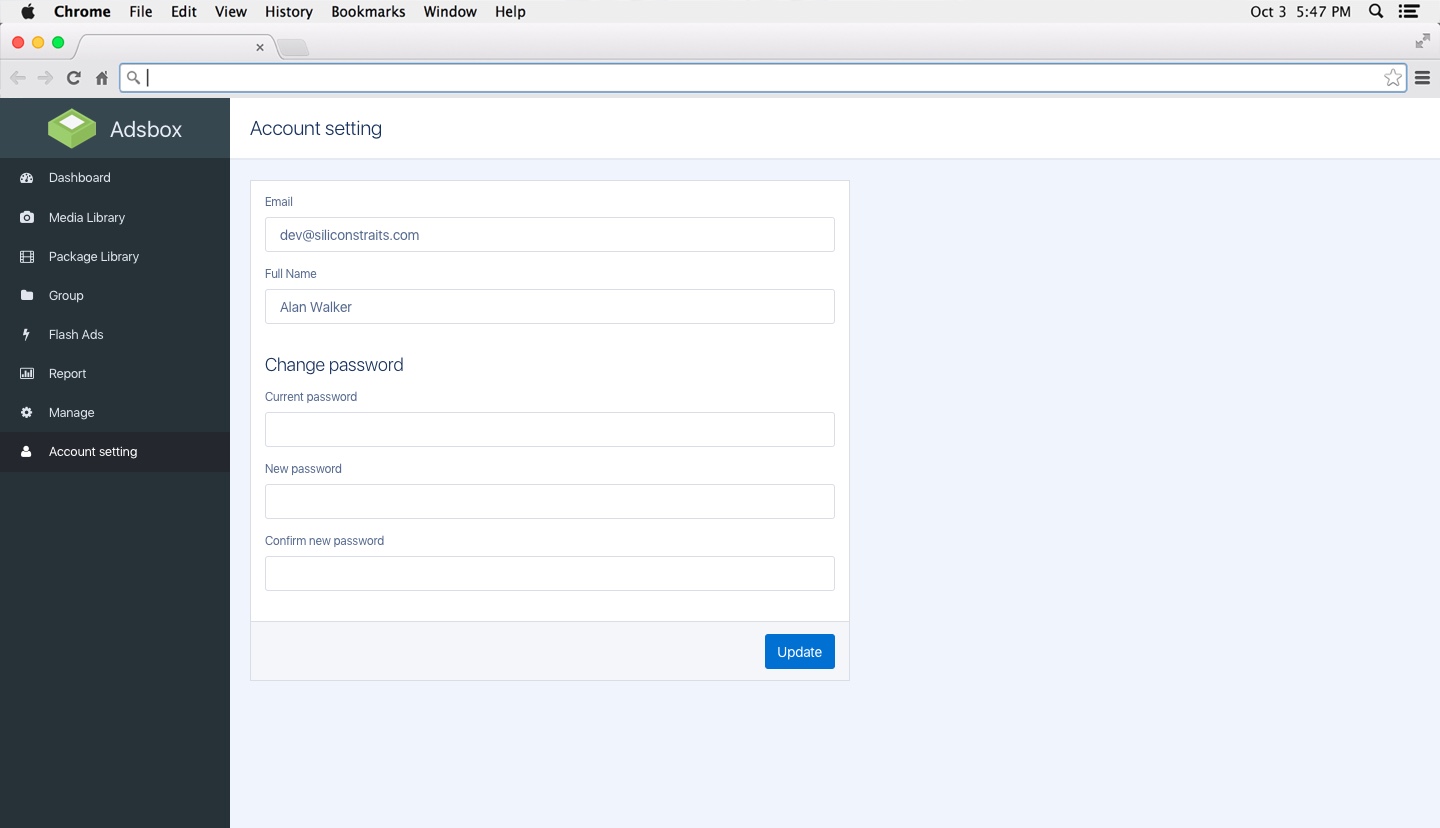 Chrome File Edit View History Bookmarks Window Help Oct 3 5:47 PM
Adsbox
Account setting
Dashboard
Media Library
Package Library
Group
Flash Ads
Report
Manage
Account setting
Email
dev@siliconstraits.com
Full Name
Alan Walker
Change password
Current password
New password
Confirm new password
Update